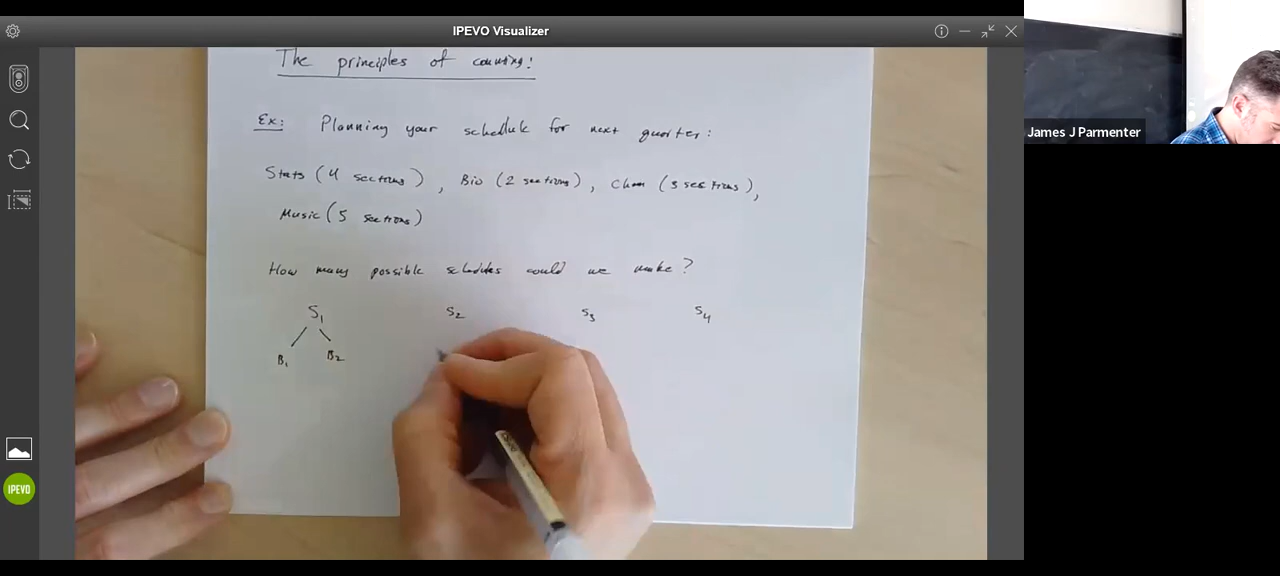 IPEVO Visualizer
The principles of counting:
Ex: Planning your schedule for next quarter:
Stats (4 sections), Bio (2 sections), Chem (3 sections),
Music (5 sections)
How many possible schedules could we make?
S1 S2 S3 S4
B1 B2
James J Parmenter
IPEVO